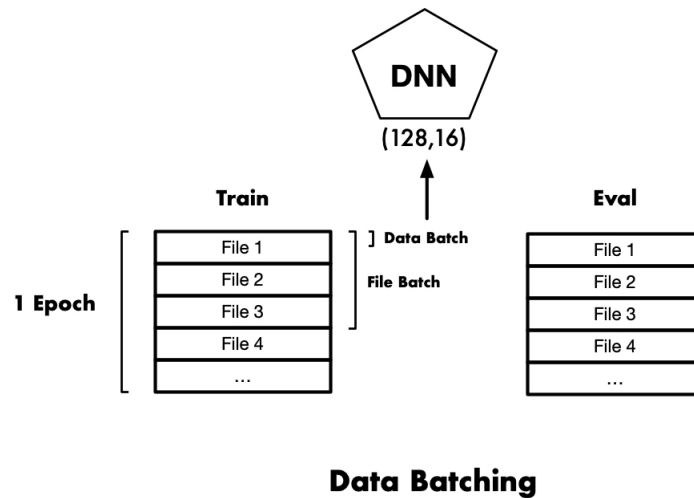 DNN
(128,16)
Train
Eval
1 Epoch
File 1
File 2
File 3
File 4
...
Data Batch
File Batch
File 1
File 2
File 3
File 4
...
Data Batching